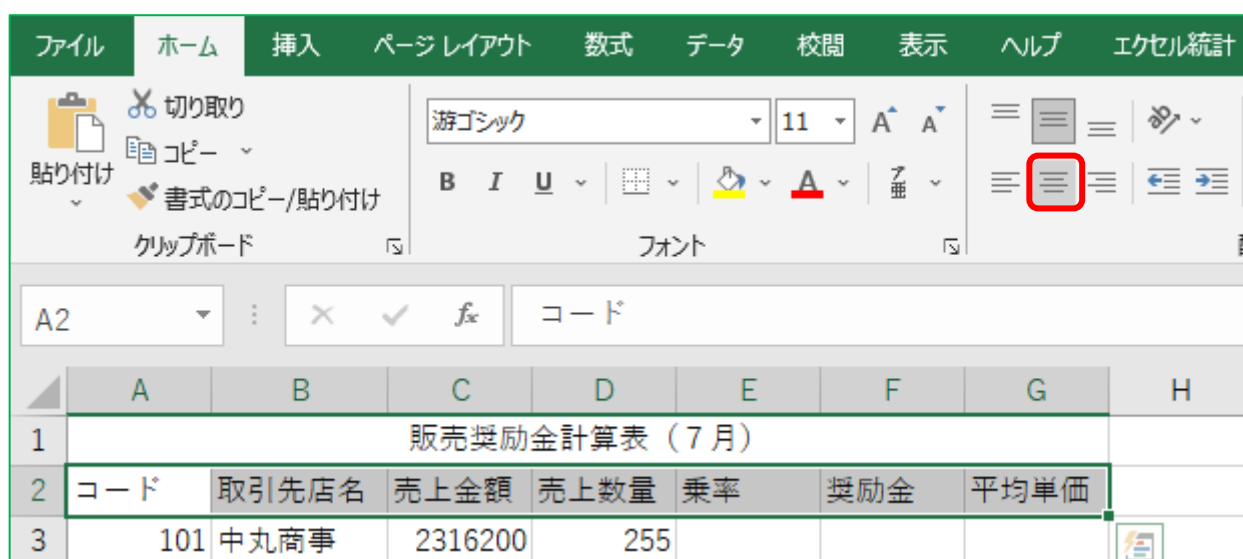 ファイル ホーム 挿入 ページ レイアウト 数式 データ 校閲 表示 ヘルプ エクセル統計
貼り付け
切り取り
コピー
書式のコピー/貼り付け
クリップボード
游ゴシック 11 A A
B I U A ア 亜
フォント
A2 fx コード
A B C D E F G H
1 販売奨励金計算表（７月）
2 コード 取引先店名 売上金額 売上数量 乗率 奨励金 平均単価
3 101 中丸商事 2316200 255